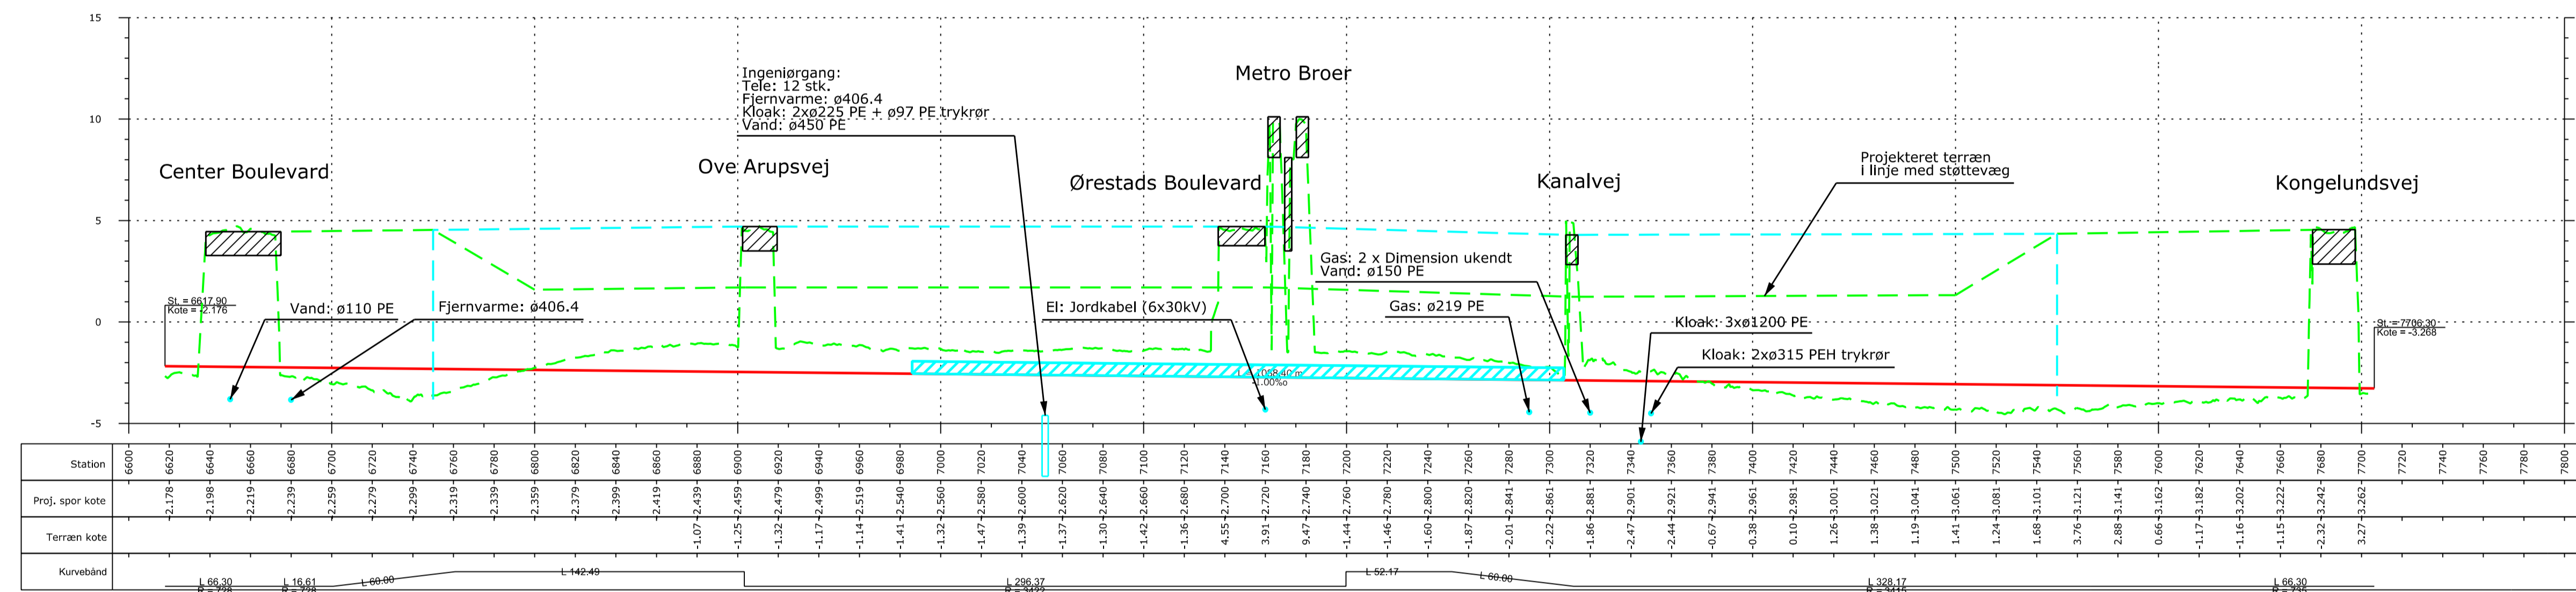 15
10
5
0
-5
Center Boulevard
Ove Arupsvej
Ørestads Boulevard
Metro Broer
Kanalvej
Kongelundsvej
Ingeniørgang:
Tele: 12 stk.
Fjernvarme: ø406.4
Kloak: 2xø225 PE + ø97 PE trykrør
Vand: ø450 PE
Projekteret terræn
i linje med støttevæg
Gas: 2 x Dimension ukendt
Vand: ø150 PE
St. = 6617.90
Kote = -2.176
Vand: ø110 PE
Fjernvarme: ø406.4
El: Jordkabel (6x30kV)
Gas: ø219 PE
Kloak: 3xø1200 PE
Kloak: 2xø315 PEH trykrør
St. = 7706.30
Kote = -3.268
-1.00‰
Station 6600 6620 6640 6660 6680 6700 6720 6740 6760 6780 6800 6820 6840 6860 6880 6900 6920 6940 6960 6980 7000 7020 7040 7060 7080 7100 7120 7140 7160 7180 7200 7220 7240 7260 7280 7300 7320 7340 7360 7380 7400 7420 7440 7460 7480 7500 7520 7540 7560 7580 7600 7620 7640 7660 7680 7700 7720 7740 7760 7780 7800
Proj. spor kote -2.178 -2.198 -2.219 -2.239 -2.259 -2.279 -2.299 -2.319 -2.339 -2.359 -2.379 -2.399 -2.419 -2.439 -2.459 -2.479 -2.499 -2.519 -2.540 -2.560 -2.580 -2.600 -2.620 -2.640 -2.660 -2.680 -2.700 -2.720 -2.740 -2.760 -2.780 -2.800 -2.820 -2.841 -2.861 -2.881 -2.901 -2.921 -2.941 -2.961 -2.981 -3.001 -3.021 -3.041 -3.061 -3.081 -3.101 -3.121 -3.141 -3.162 -3.182 -3.202 -3.222 -3.242 -3.262
Terræn kote -1.07 -1.25 -1.32 -1.17 -1.14 -1.41 -1.32 -1.47 -1.39 -1.37 -1.30 -1.42 -1.36 4.55 3.91 9.47 -1.44 -1.46 -1.60 -1.87 -2.01 -2.22 -1.86 -2.47 -2.44 -0.67 -0.38 0.10 1.26 1.38 1.19 1.41 1.24 1.68 3.76 2.88 0.66 -1.17 -1.16 -1.15 -2.32 3.27
Kurvebånd
L 66.30
R = 728
L 16.61
R = 728
L 60.00
L 142.49
L 296.37
R = 3422
L 52.17
L 60.00
L 328.17
R = 3415
L 66.30
R = 735